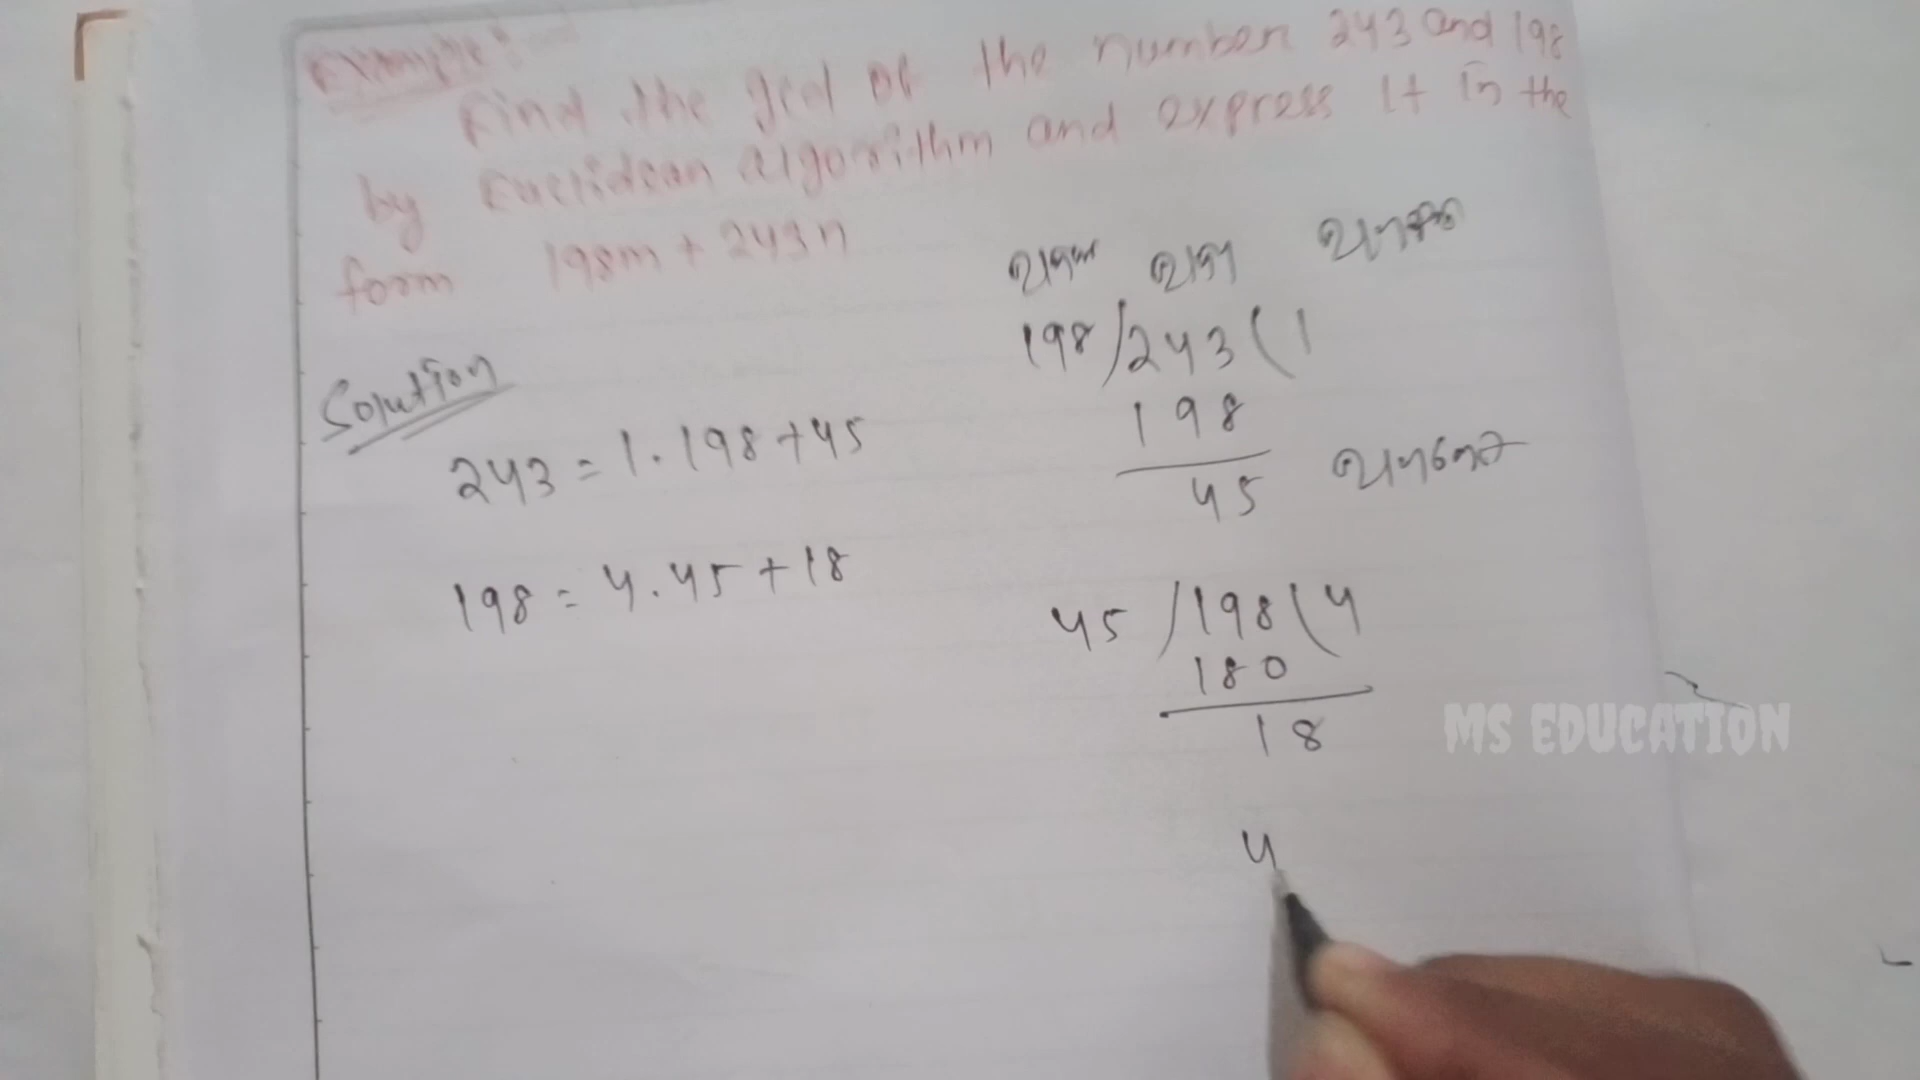 Example:
Find the gcd of the number 243 and 198
by Euclidean algorithm and express it in the
form 198m + 243n
Solution
243 = 1 . 198 + 45
198 = 4 . 45 + 18
198 ) 243 ( 1
198
45
45 ) 198 ( 4
180
18
4
MS EDUCATION